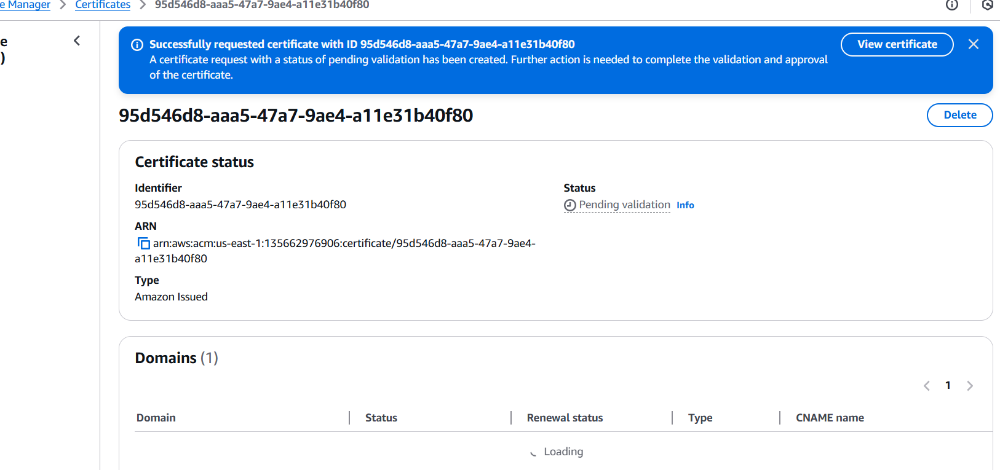 e Manager > Certificates > 95d546d8-aaa5-47a7-9ae4-a11e31b40f80
e
)
Successfully requested certificate with ID 95d546d8-aaa5-47a7-9ae4-a11e31b40f80
A certificate request with a status of pending validation has been created. Further action is needed to complete the validation and approval
of the certificate.
View certificate
95d546d8-aaa5-47a7-9ae4-a11e31b40f80
Delete
Certificate status
Identifier
95d546d8-aaa5-47a7-9ae4-a11e31b40f80
ARN
arn:aws:acm:us-east-1:135662976906:certificate/95d546d8-aaa5-47a7-9ae4-
a11e31b40f80
Type
Amazon Issued
Status
Pending validation Info
Domains (1)
1
Domain Status Renewal status Type CNAME name
Loading